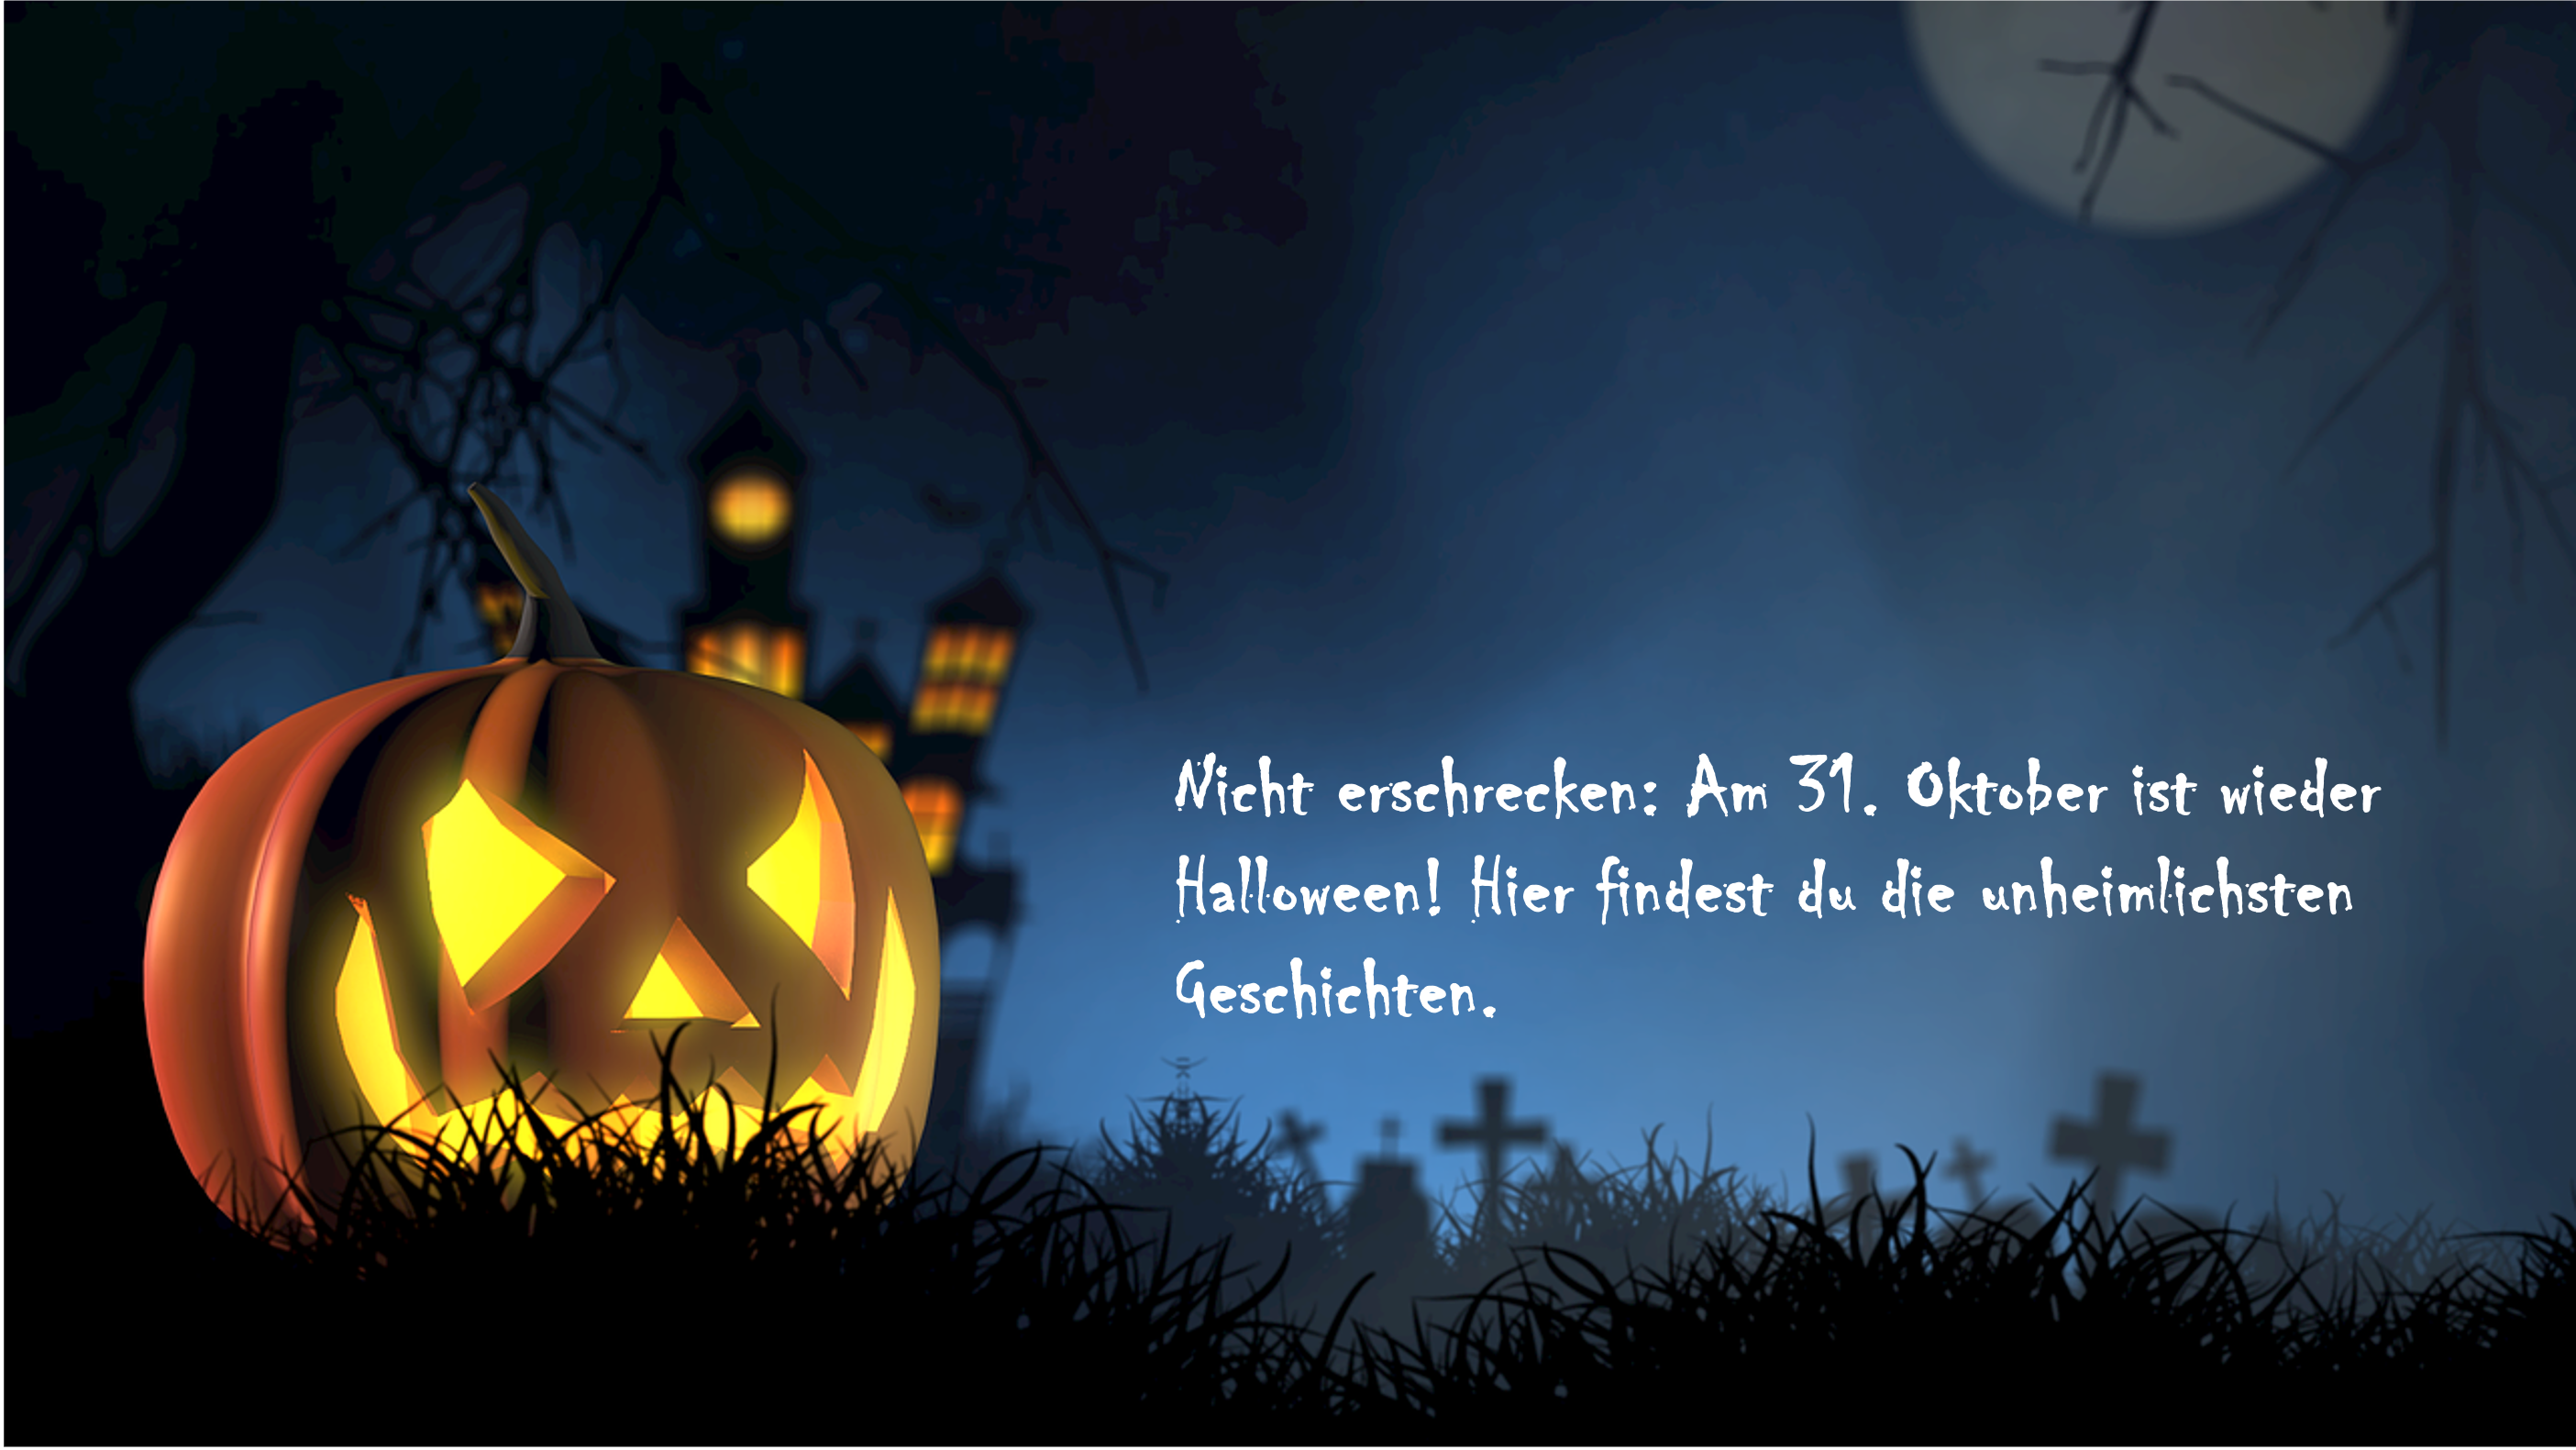 Nicht erschrecken: Am 31. Oktober ist wieder
Halloween! Hier findest du die unheimlichsten
Geschichten.